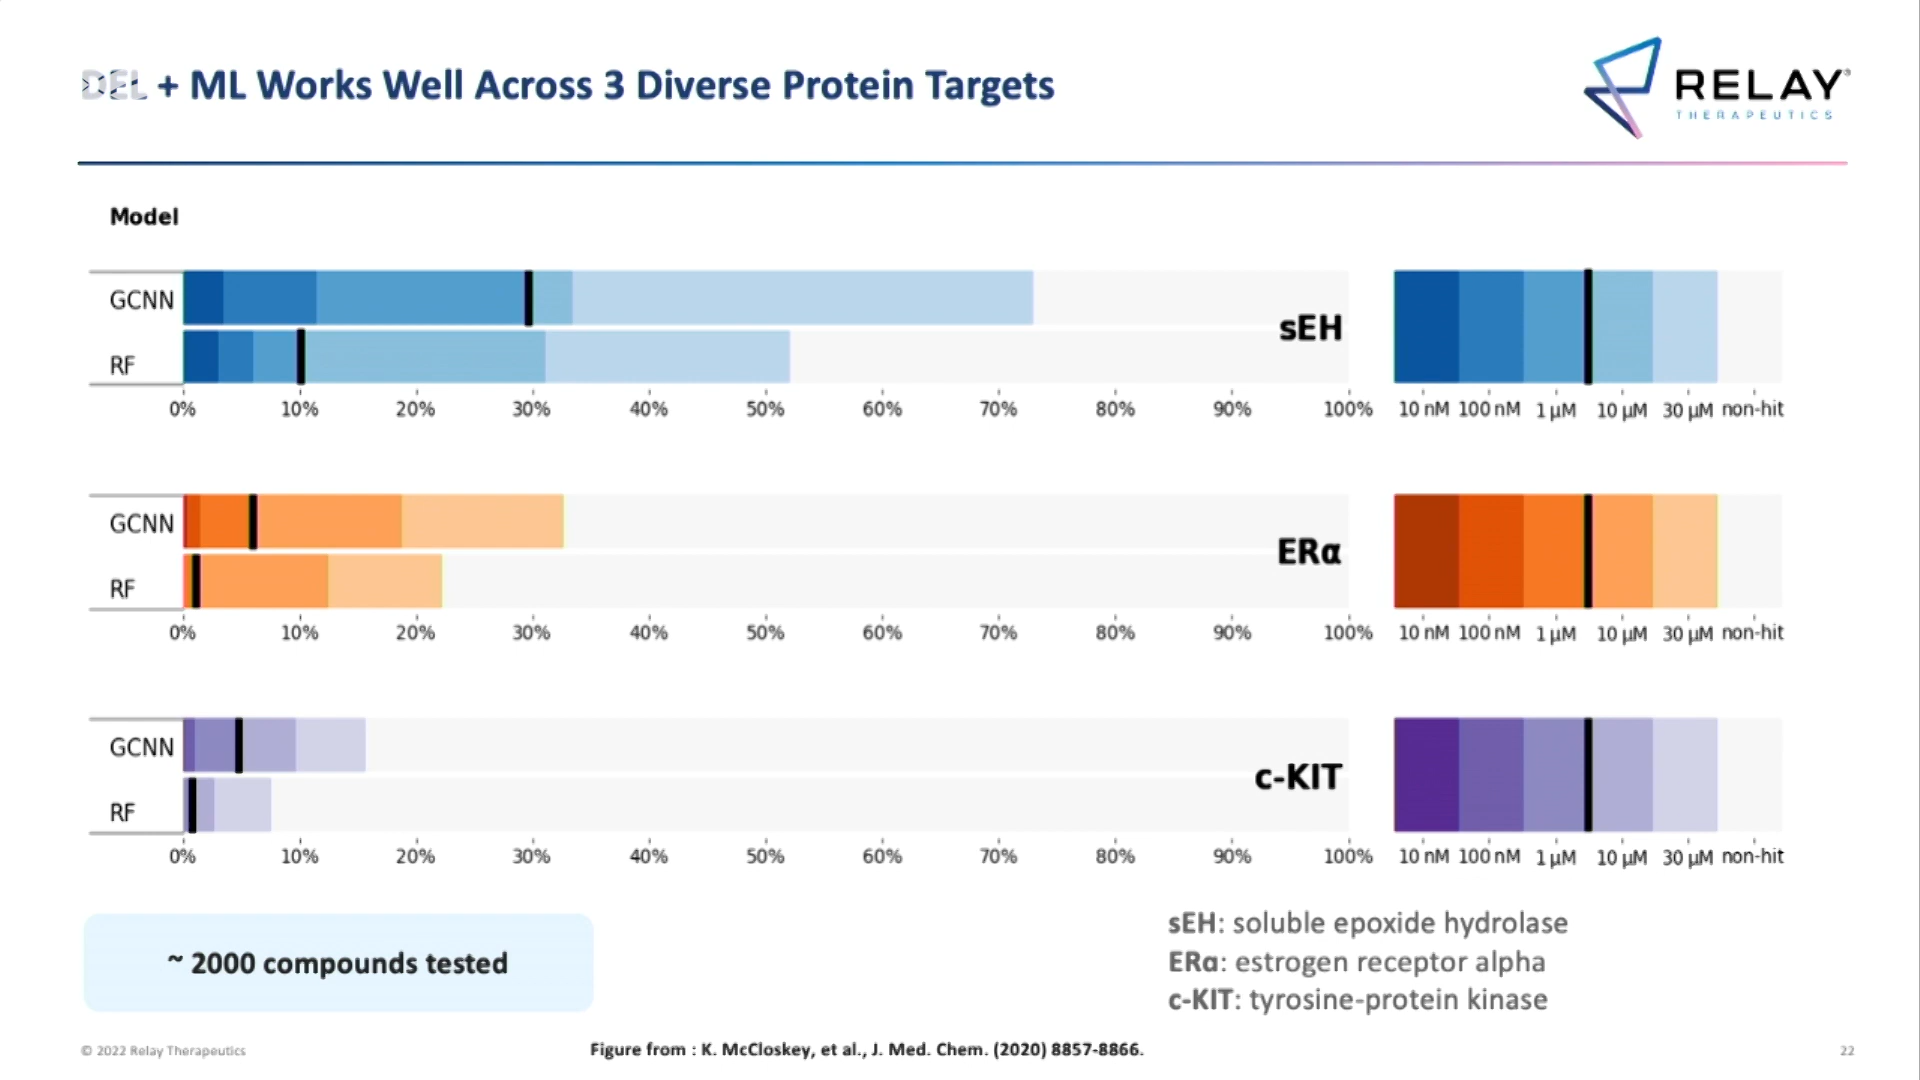 DEL + ML Works Well Across 3 Diverse Protein Targets
RELAY®
THERAPEUTICS
Model
GCNN
RF
sEH
0% 10% 20% 30% 40% 50% 60% 70% 80% 90% 100%
10 nM 100 nM 1 µM 10 µM 30 µM non-hit
GCNN
RF
ERα
0% 10% 20% 30% 40% 50% 60% 70% 80% 90% 100%
10 nM 100 nM 1 µM 10 µM 30 µM non-hit
GCNN
RF
c-KIT
0% 10% 20% 30% 40% 50% 60% 70% 80% 90% 100%
10 nM 100 nM 1 µM 10 µM 30 µM non-hit
~ 2000 compounds tested
sEH: soluble epoxide hydrolase
ERα: estrogen receptor alpha
c-KIT: tyrosine-protein kinase
© 2022 Relay Therapeutics
Figure from : K. McCloskey, et al., J. Med. Chem. (2020) 8857-8866.
22